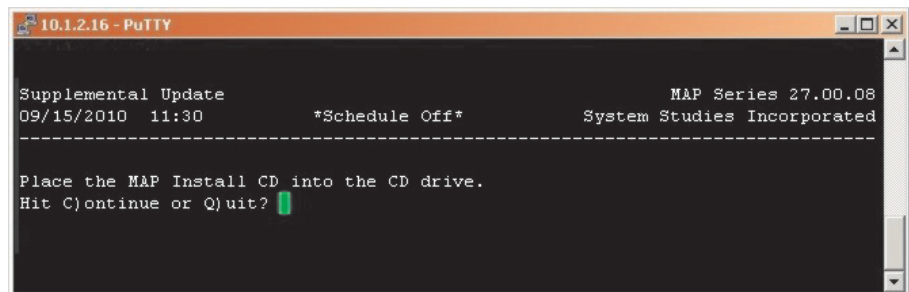 10.1.2.16 - PuTTY
Supplemental Update MAP Series 27.00.08
09/15/2010 11:30 *Schedule Off* System Studies Incorporated
--------------------------------------------------------------------------------
Place the MAP Install CD into the CD drive.
Hit C)ontinue or Q)uit?